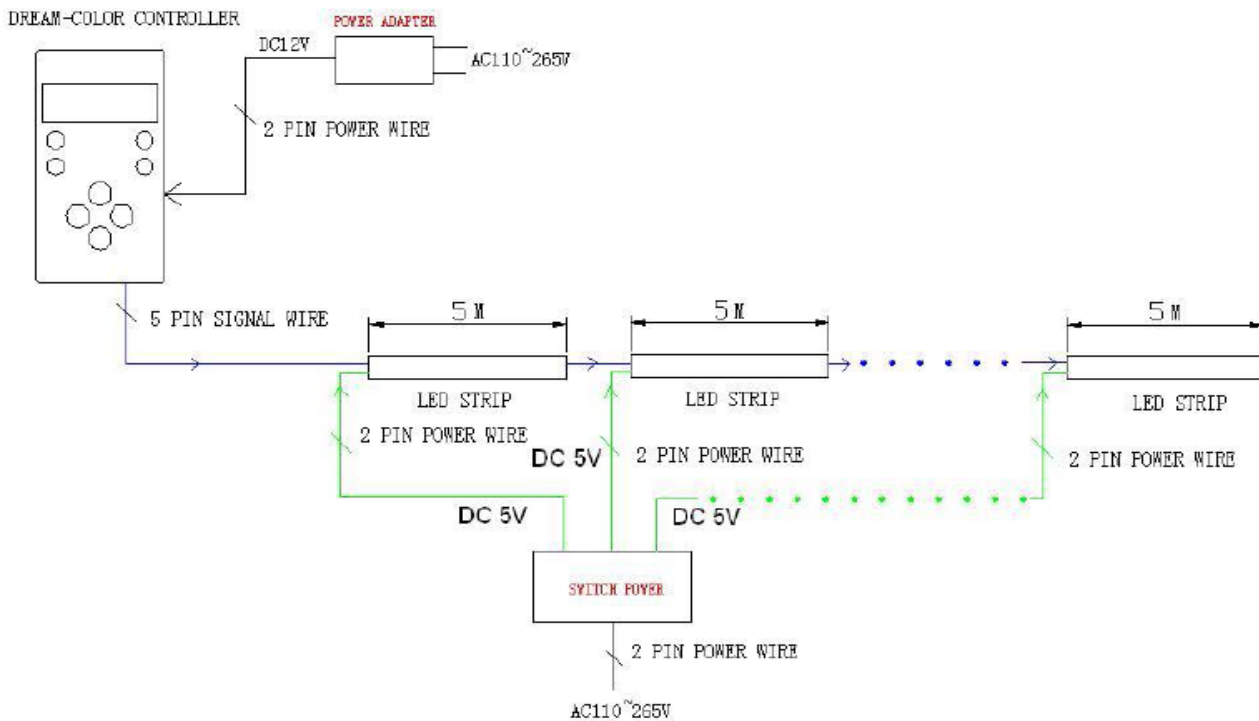 DREAM-COLOR CONTROLLER
POWER ADAPTER
DC12V
AC110~265V
2 PIN POWER WIRE
5 PIN SIGNAL WIRE
5 M
5 M
5 M
LED STRIP
LED STRIP
LED STRIP
2 PIN POWER WIRE
DC 5V
2 PIN POWER WIRE
2 PIN POWER WIRE
DC 5V
DC 5V
SWITCH POWER
2 PIN POWER WIRE
AC110~265V